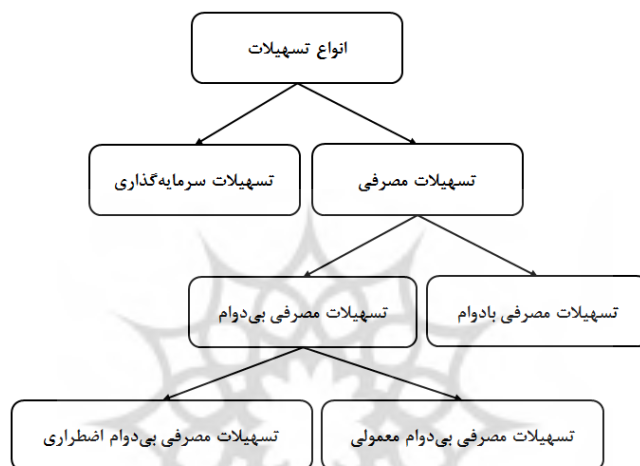 انواع تسهیلات
تسهیلات مصرفی
تسهیلات سرمایه‌گذاری
تسهیلات مصرفی بادوام
تسهیلات مصرفی بی‌دوام
تسهیلات مصرفی بی‌دوام معمولی
تسهیلات مصرفی بی‌دوام اضطراری